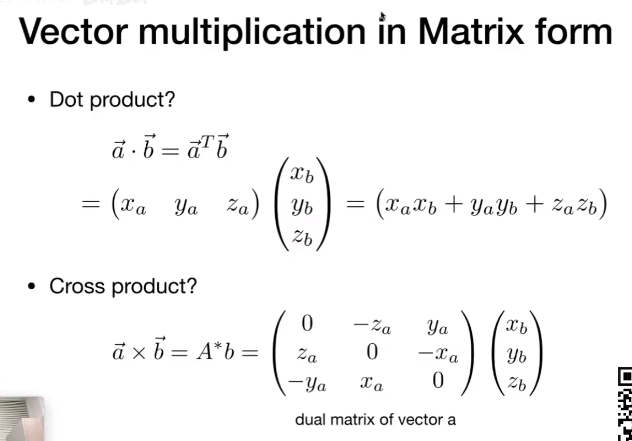 Vector multiplication in Matrix form
• Dot product?
$\vec{a} \cdot \vec{b} = \vec{a}^T \vec{b}$
$= \begin{pmatrix} x_a & y_a & z_a \end{pmatrix} \begin{pmatrix} x_b \\ y_b \\ z_b \end{pmatrix} = \begin{pmatrix} x_a x_b + y_a y_b + z_a z_b \end{pmatrix}$
• Cross product?
$\vec{a} \times \vec{b} = A^* b = \begin{pmatrix} 0 & -z_a & y_a \\ z_a & 0 & -x_a \\ -y_a & x_a & 0 \end{pmatrix} \begin{pmatrix} x_b \\ y_b \\ z_b \end{pmatrix}$
dual matrix of vector a